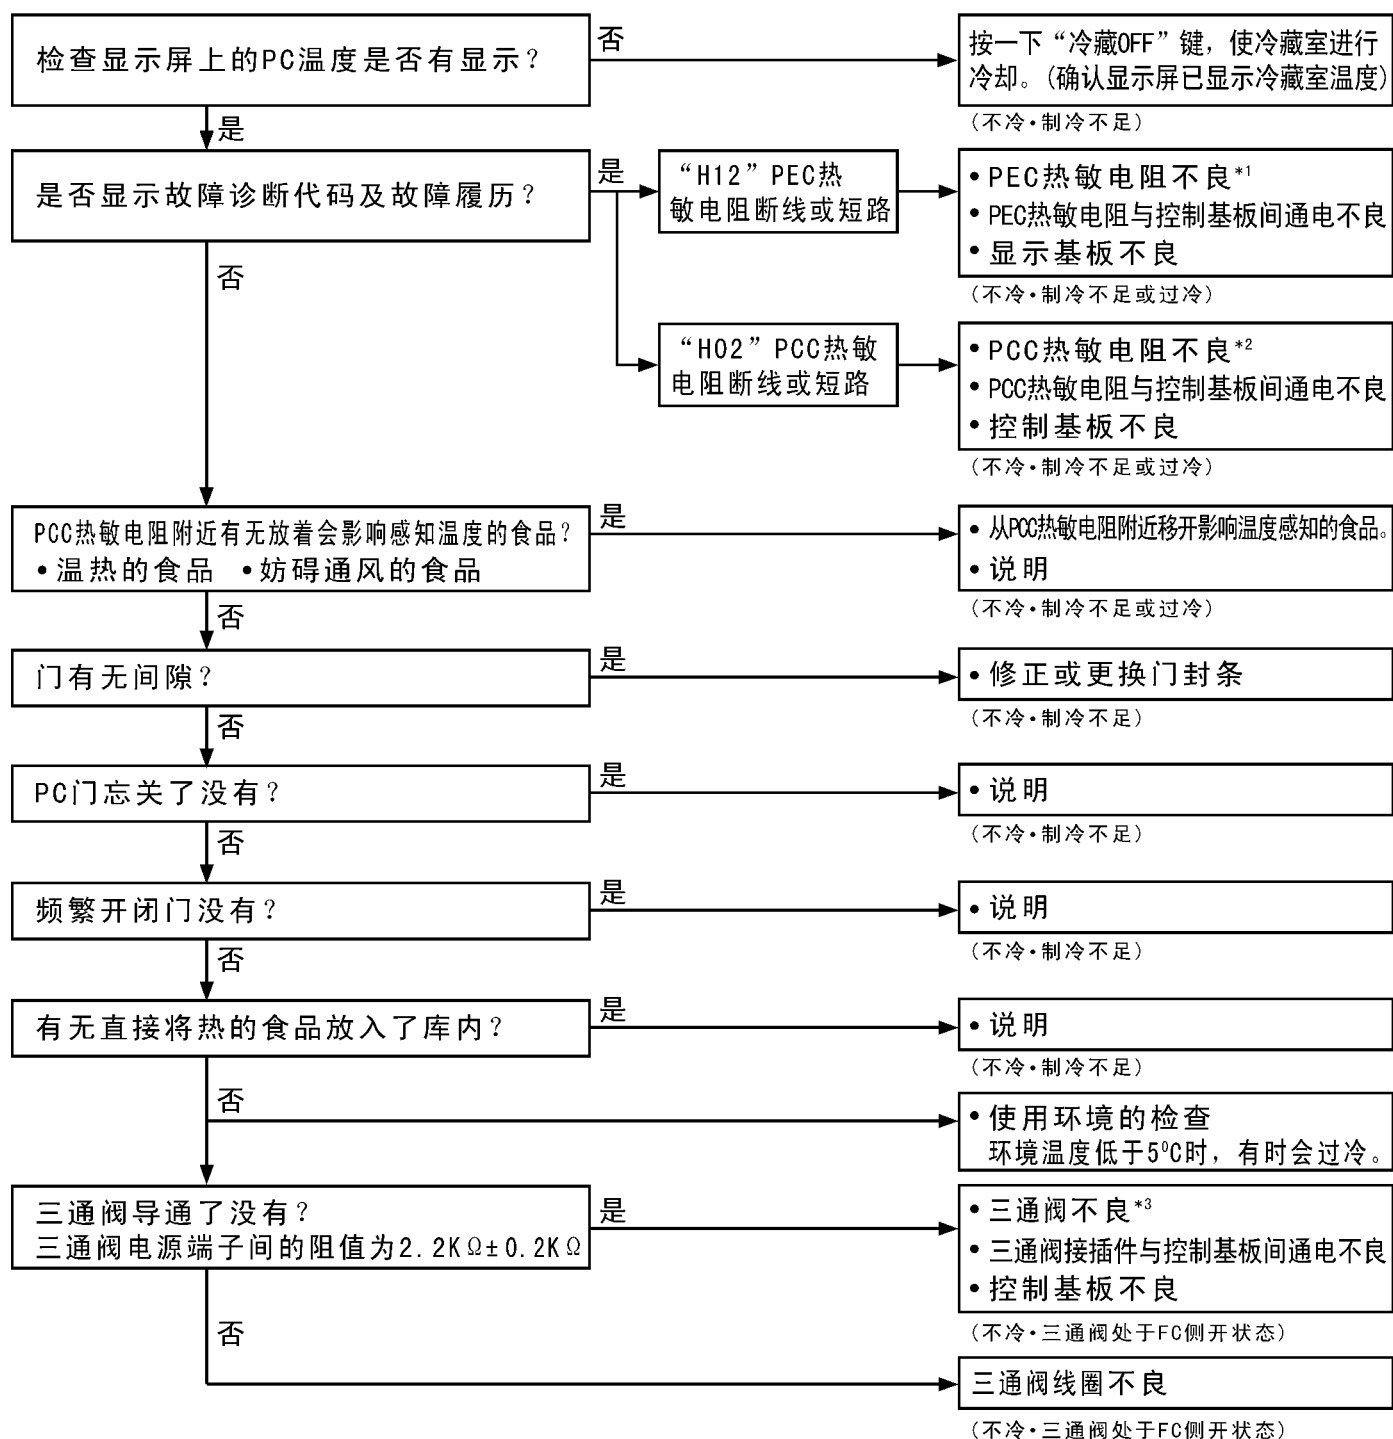 检查显示屏上的PC温度是否有显示？
否
按一下“冷藏OFF”键，使冷藏室进行
冷却。(确认显示屏已显示冷藏室温度)
(不冷·制冷不足)
是
是否显示故障诊断代码及故障履历？
是
“H12”PEC热
敏电阻断线或短路
•PEC热敏电阻不良*1
•PEC热敏电阻与控制基板间通电不良
•显示基板不良
(不冷·制冷不足或过冷)
否
“H02”PCC热敏
电阻断线或短路
•PCC热敏电阻不良*2
•PCC热敏电阻与控制基板间通电不良
•控制基板不良
(不冷·制冷不足或过冷)
PCC热敏电阻附近有无放着会影响感知温度的食品？
•温热的食品 •妨碍通风的食品
是
•从PCC热敏电阻附近移开影响温度感知的食品。
•说明
(不冷·制冷不足或过冷)
否
门有无间隙？
是
•修正或更换门封条
(不冷·制冷不足)
否
PC门忘关了没有？
是
•说明
(不冷·制冷不足)
否
频繁开闭门没有？
是
•说明
(不冷·制冷不足)
否
有无直接将热的食品放入了库内？
是
•说明
(不冷·制冷不足)
否
•使用环境的检查
环境温度低于5⁰C时，有时会过冷。
三通阀导通了没有？
三通阀电源端子间的阻值为2.2KΩ±0.2KΩ
是
•三通阀不良*3
•三通阀接插件与控制基板间通电不良
•控制基板不良
(不冷·三通阀处于FC侧开状态)
否
三通阀线圈不良
(不冷·三通阀处于FC侧开状态)